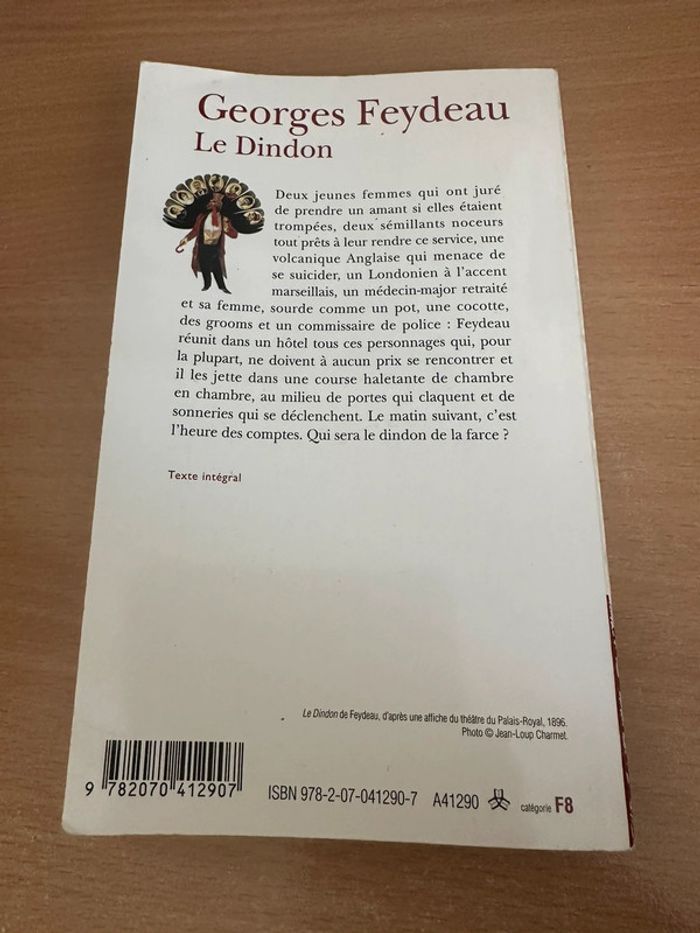 Georges Feydeau
Le Dindon
Deux jeunes femmes qui ont juré
de prendre un amant si elles étaient
trompées, deux sémillants noceurs
tout prêts à leur rendre ce service, une
volcanique Anglaise qui menace de
se suicider, un Londonien à l'accent
marseillais, un médecin-major retraité
et sa femme, sourde comme un pot, une cocotte,
des grooms et un commissaire de police : Feydeau
réunit dans un hôtel tous ces personnages qui, pour
la plupart, ne doivent à aucun prix se rencontrer et
il les jette dans une course haletante de chambre
en chambre, au milieu de portes qui claquent et de
sonneries qui se déclenchent. Le matin suivant, c'est
l'heure des comptes. Qui sera le dindon de la farce ?
Texte intégral
Le Dindon de Feydeau, d'après une affiche du théâtre du Palais-Royal, 1896.
Photo © Jean-Loup Charmet.
9 782070 412907
ISBN 978-2-07-041290-7 A41290 catégorie F8